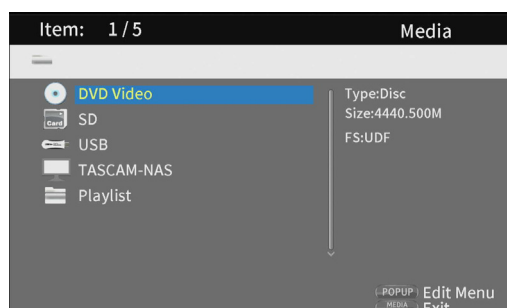 Item: 1/5 Media
DVD Video
Card SD
USB
TASCAM-NAS
Playlist
Type:Disc
Size:4440.500M
FS:UDF
POPUP Edit Menu
MEDIA Exit